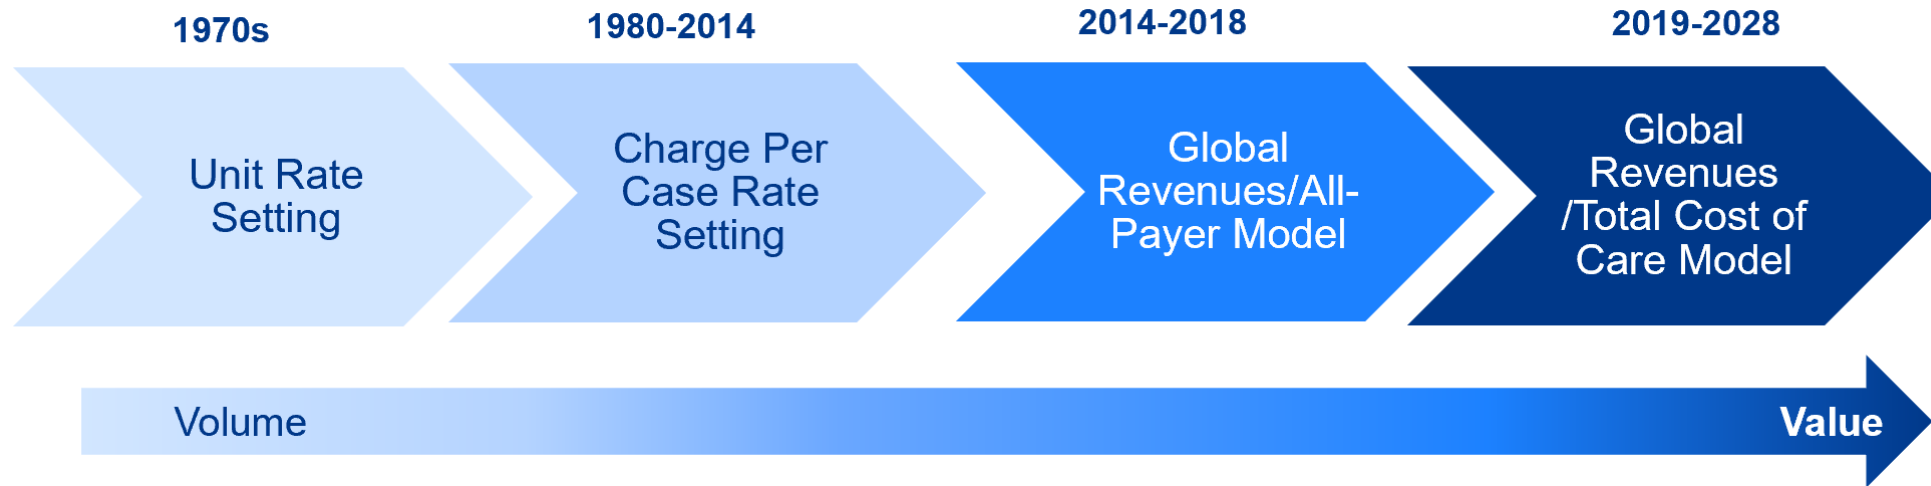 1970s
Unit Rate
Setting
1980-2014
Charge Per
Case Rate
Setting
2014-2018
Global
Revenues/All-
Payer Model
2019-2028
Global
Revenues
/Total Cost of
Care Model
Volume
Value